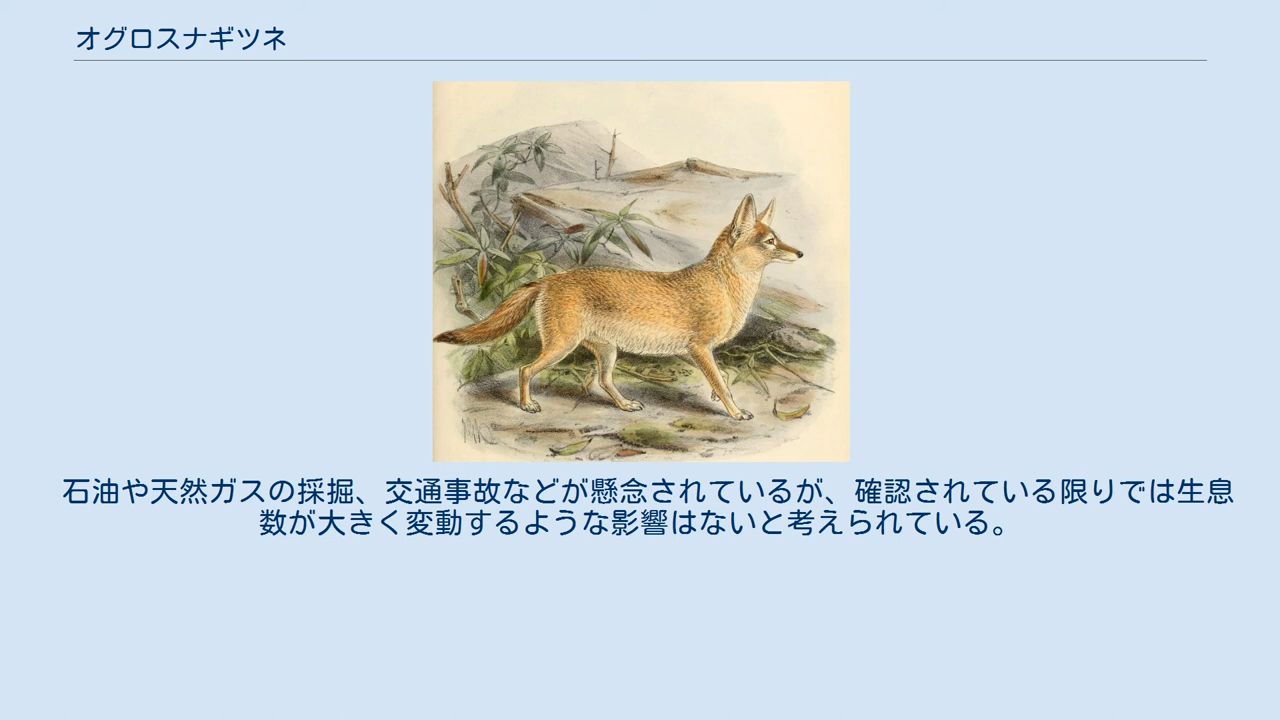 オグロスナギツネ
石油や天然ガスの採掘、交通事故などが懸念されているが、確認されている限りでは生息
数が大きく変動するような影響はないと考えられている。